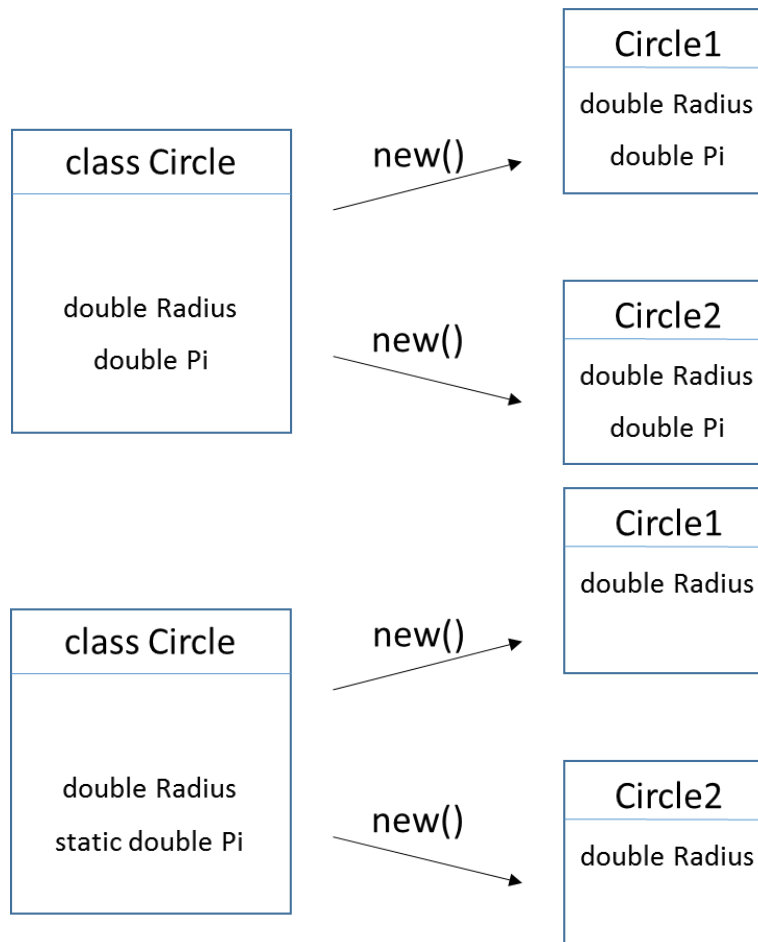 class Circle
double Radius
double Pi
new()
Circle1
double Radius
double Pi
new()
Circle2
double Radius
double Pi
class Circle
double Radius
static double Pi
new()
Circle1
double Radius
new()
Circle2
double Radius